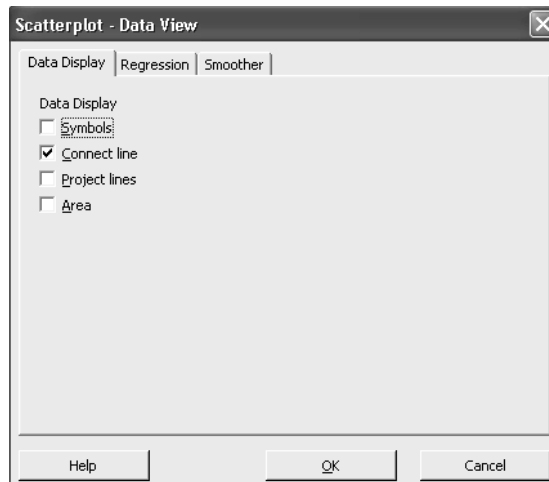 Scatterplot - Data View
Data Display Regression Smoother
Data Display
Symbols
Connect line
Project lines
Area
Help OK Cancel